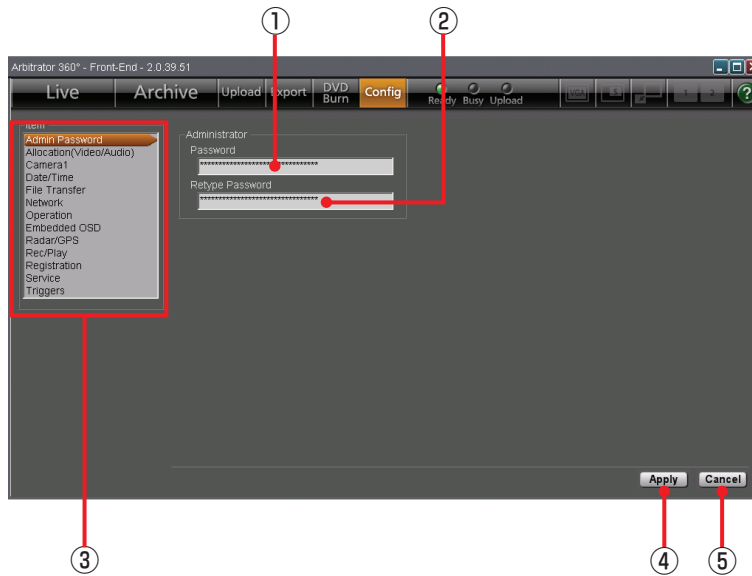 ① ②
Arbitrator 360° - Front-End - 2.0.39.51
Live Archive Upload Export DVD Burn Config Ready Busy Upload VGA 1 2 ?
Item
Admin Password
Allocation(Video/Audio)
Camera1
Date/Time
File Transfer
Network
Operation
Embedded OSD
Radar/GPS
Rec/Play
Registration
Service
Triggers
Administrator
Password
********************************
Retype Password
********************************
Apply Cancel
③ ④ ⑤